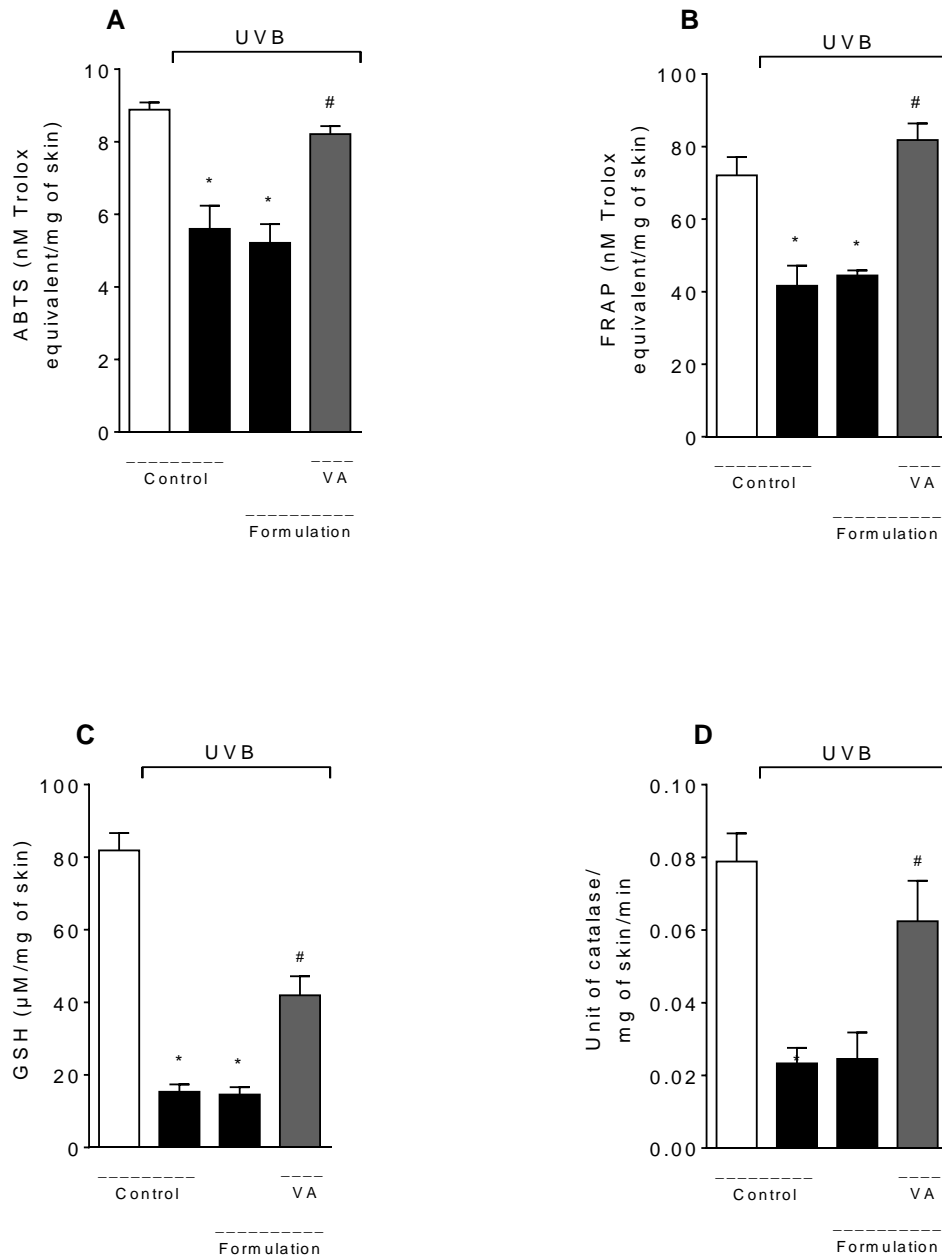 A
UVB
ABTS (nM Trolox
equivalent/mg of skin)
10
8
6
4
2
0
*
*
#
Control
VA
Formulation
B
UVB
FRAP (nM Trolox
equivalent/mg of skin)
100
80
60
40
20
0
*
*
#
Control
VA
Formulation
C
UVB
GSH (µM/mg of skin)
100
80
60
40
20
0
*
*
#
Control
VA
Formulation
D
UVB
Unit of catalase/
mg of skin/min
0.10
0.08
0.06
0.04
0.02
0.00
*
#
Control
VA
Formulation